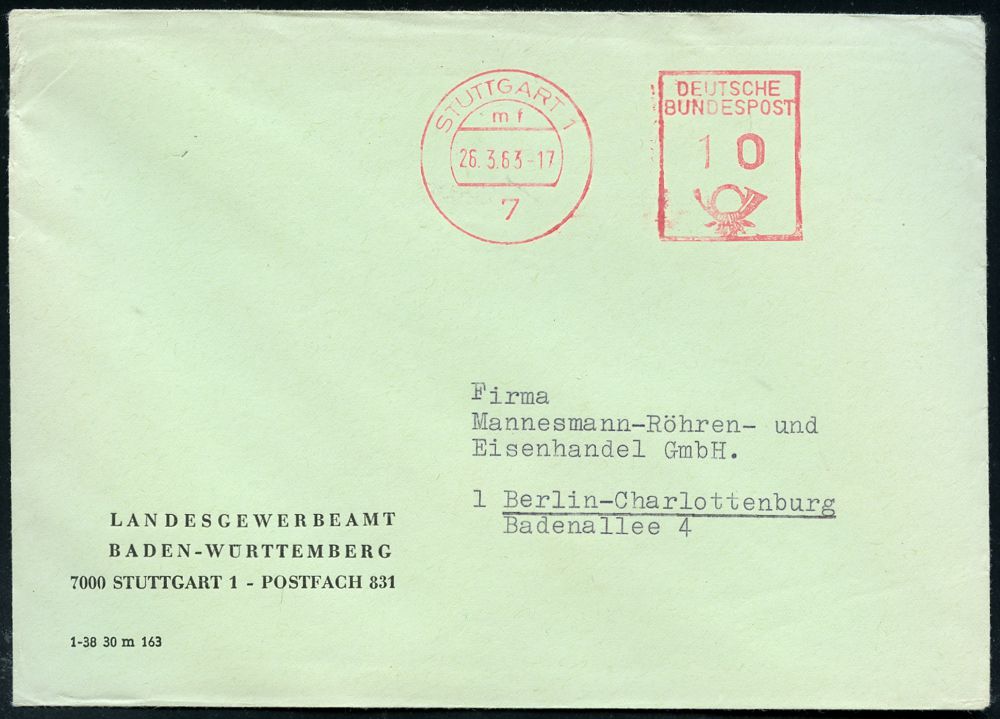 STUTTGART 1
mf
26.3.63-17
7
DEUTSCHE
BUNDESPOST
10
Firma
Mannesmann-Röhren- und
Eisenhandel GmbH.
1 Berlin-Charlottenburg
Badenallee 4
LANDESGEWERBEAMT
BADEN-WÜRTTEMBERG
7000 STUTTGART 1 - POSTFACH 831
1-38 30 m 163